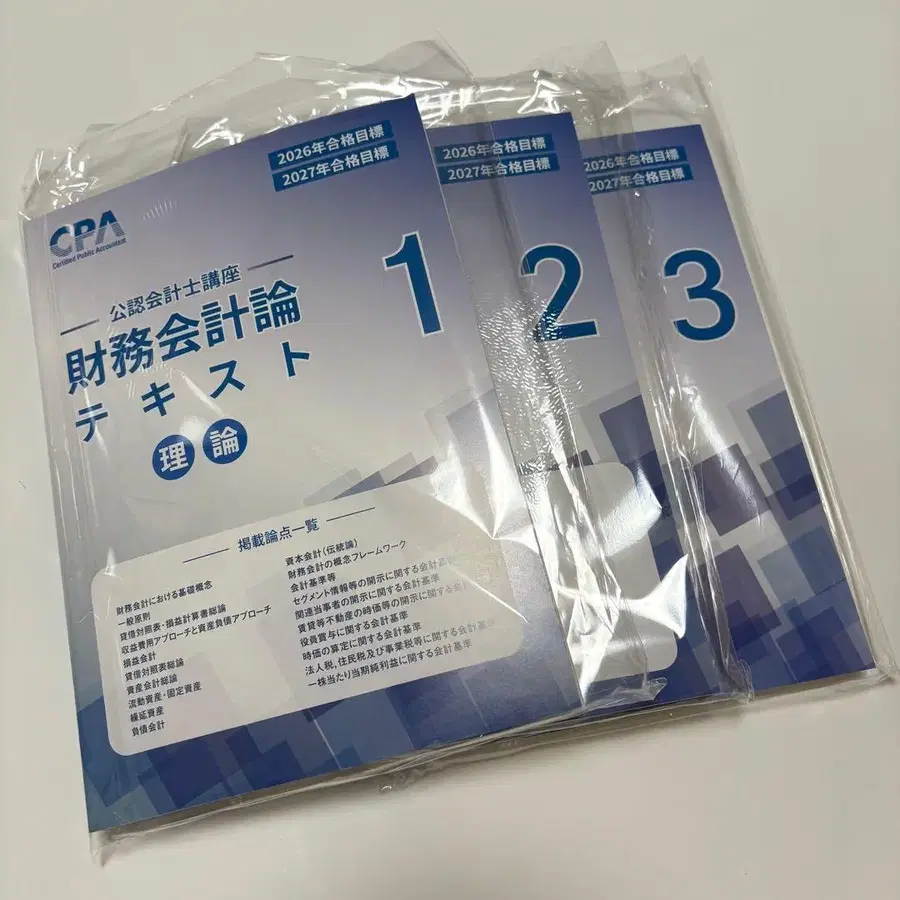 2026年合格目標
2027年合格目標
CPA
Certified Public Accountant
公認会計士講座
財務会計論
テキスト
理論
1
掲載論点一覧
財務会計における基礎概念
一般原則
貸借対照表・損益計算書総論
収益費用アプローチと資産負債アプローチ
損益会計
貸借対照表総論
資産会計総論
流動資産・固定資産
繰延資産
負債会計
資本会計(伝統論)
財務会計の概念フレームワーク
会計基準等
セグメント情報等の開示に関する会計基準
関連当事者の開示に関する会計基準
賃貸等不動産の時価等の開示に関する会計
役員賞与に関する会計基準
時価の算定に関する会計基準
法人税,住民税及び事業税等に関する会計基準
一株当たり当期純利益に関する会計基準
2026年合格目標
2027年合格目標
2
2026年合格目標
2027年合格目標
3